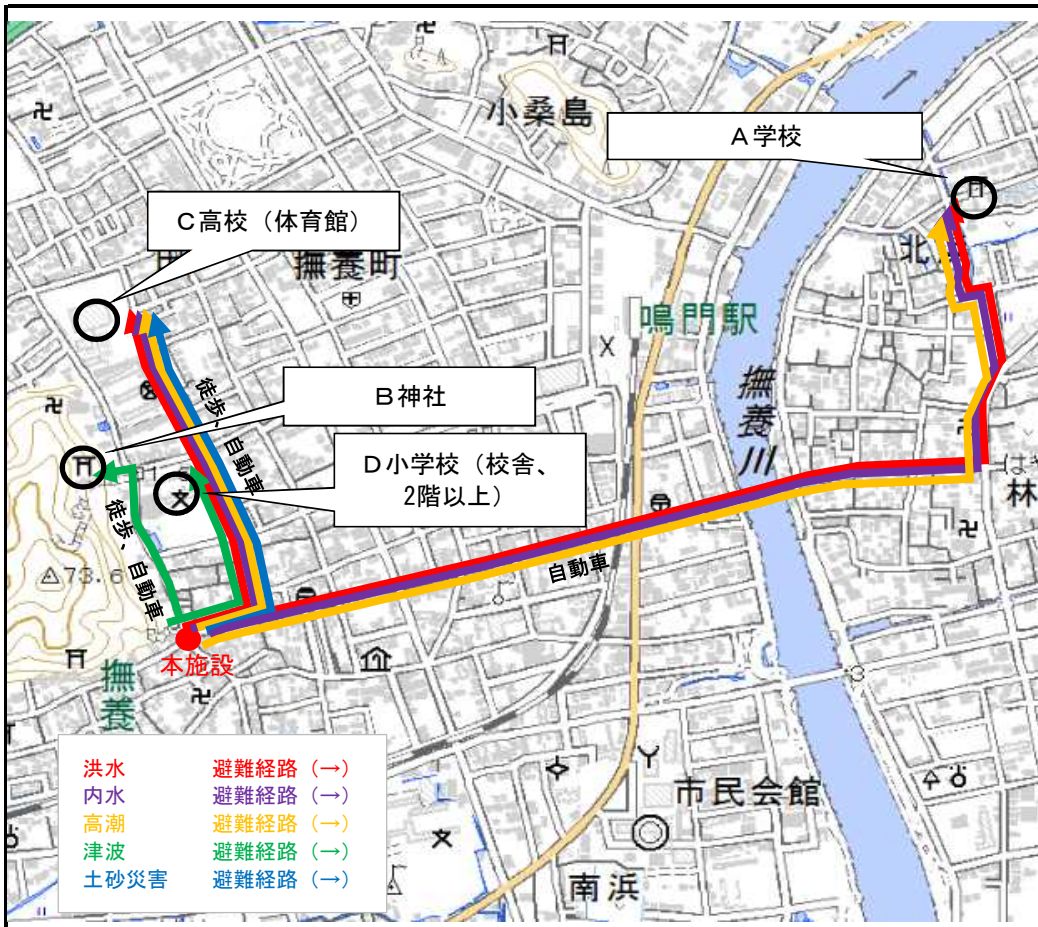 小桑島
A学校
C高校（体育館）
撫養町
北
鳴門駅
B神社
撫養川
D小学校（校舎、
2階以上）
徒歩、自動車
徒歩、自動車
自動車
林
73.6
本施設
撫養
市民会館
南浜
洪水 避難経路（→）
内水 避難経路（→）
高潮 避難経路（→）
津波 避難経路（→）
土砂災害 避難経路（→）